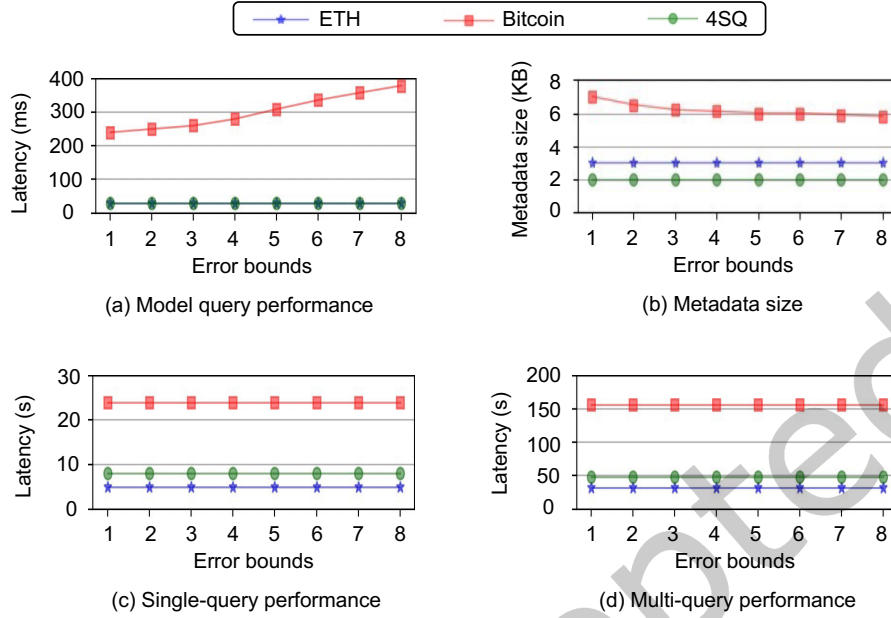 ETH Bitcoin 4SQ
400
300
200
100
0
Latency (ms)
1 2 3 4 5 6 7 8
Error bounds
(a) Model query performance
8
6
4
2
0
Metadata size (KB)
1 2 3 4 5 6 7 8
Error bounds
(b) Metadata size
30
20
10
0
Latency (s)
1 2 3 4 5 6 7 8
Error bounds
(c) Single-query performance
200
150
100
50
0
Latency (s)
1 2 3 4 5 6 7 8
Error bounds
(d) Multi-query performance
epted